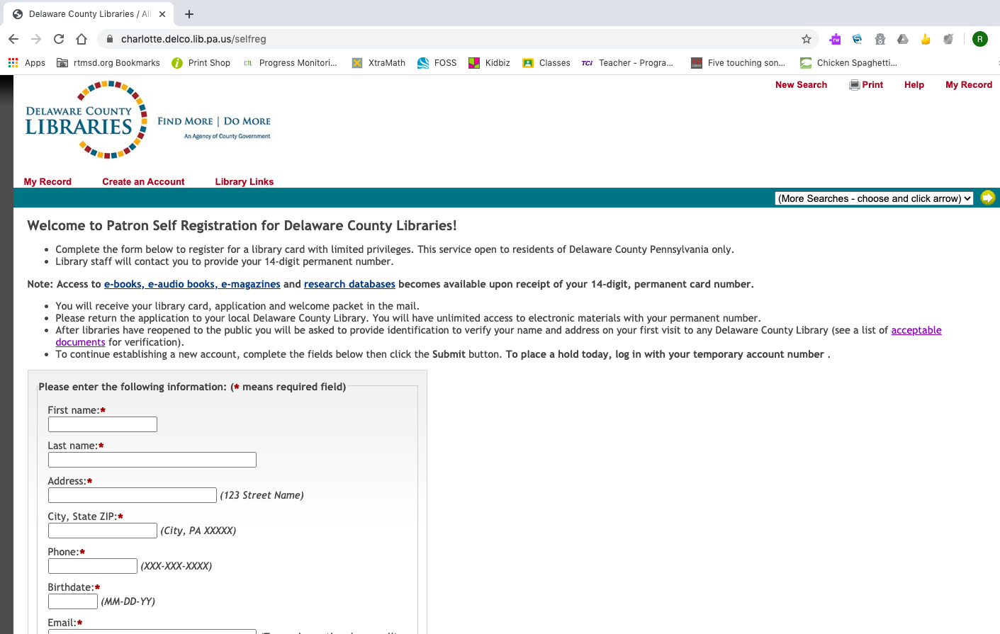 Delaware County Libraries / All
charlotte.delco.lib.pa.us/selfreg
R
Apps rtmsd.org Bookmarks Print Shop CTL Progress Monitori... XtraMath FOSS Kidbiz Classes TCi Teacher - Progra... Five touching son... Chicken Spaghetti...
New Search Print Help My Record
DELAWARE COUNTY
LIBRARIES
FIND MORE | DO MORE
An Agency of County Government
My Record Create an Account Library Links
(More Searches - choose and click arrow)
Welcome to Patron Self Registration for Delaware County Libraries!
• Complete the form below to register for a library card with limited privileges. This service open to residents of Delaware County Pennsylvania only.
• Library staff will contact you to provide your 14-digit permanent number.
Note: Access to e-books, e-audio books, e-magazines and research databases becomes available upon receipt of your 14-digit, permanent card number.
• You will receive your library card, application and welcome packet in the mail.
• Please return the application to your local Delaware County Library. You will have unlimited access to electronic materials with your permanent number.
• After libraries have reopened to the public you will be asked to provide identification to verify your name and address on your first visit to any Delaware County Library (see a list of acceptable
documents for verification).
• To continue establishing a new account, complete the fields below then click the Submit button. To place a hold today, log in with your temporary account number .
Please enter the following information: (* means required field)
First name:*
Last name:*
Address:*
(123 Street Name)
City, State ZIP:*
(City, PA XXXXX)
Phone:*
(XXX-XXX-XXXX)
Birthdate:*
(MM-DD-YY)
Email:*